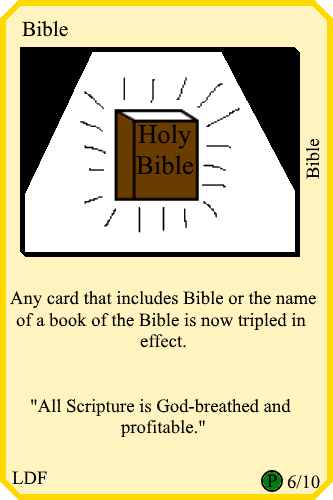 Bible
Holy
Bible
Bible
Any card that includes Bible or the name
of a book of the Bible is now tripled in
effect.
"All Scripture is God-breathed and
profitable."
LDF
P 6/10